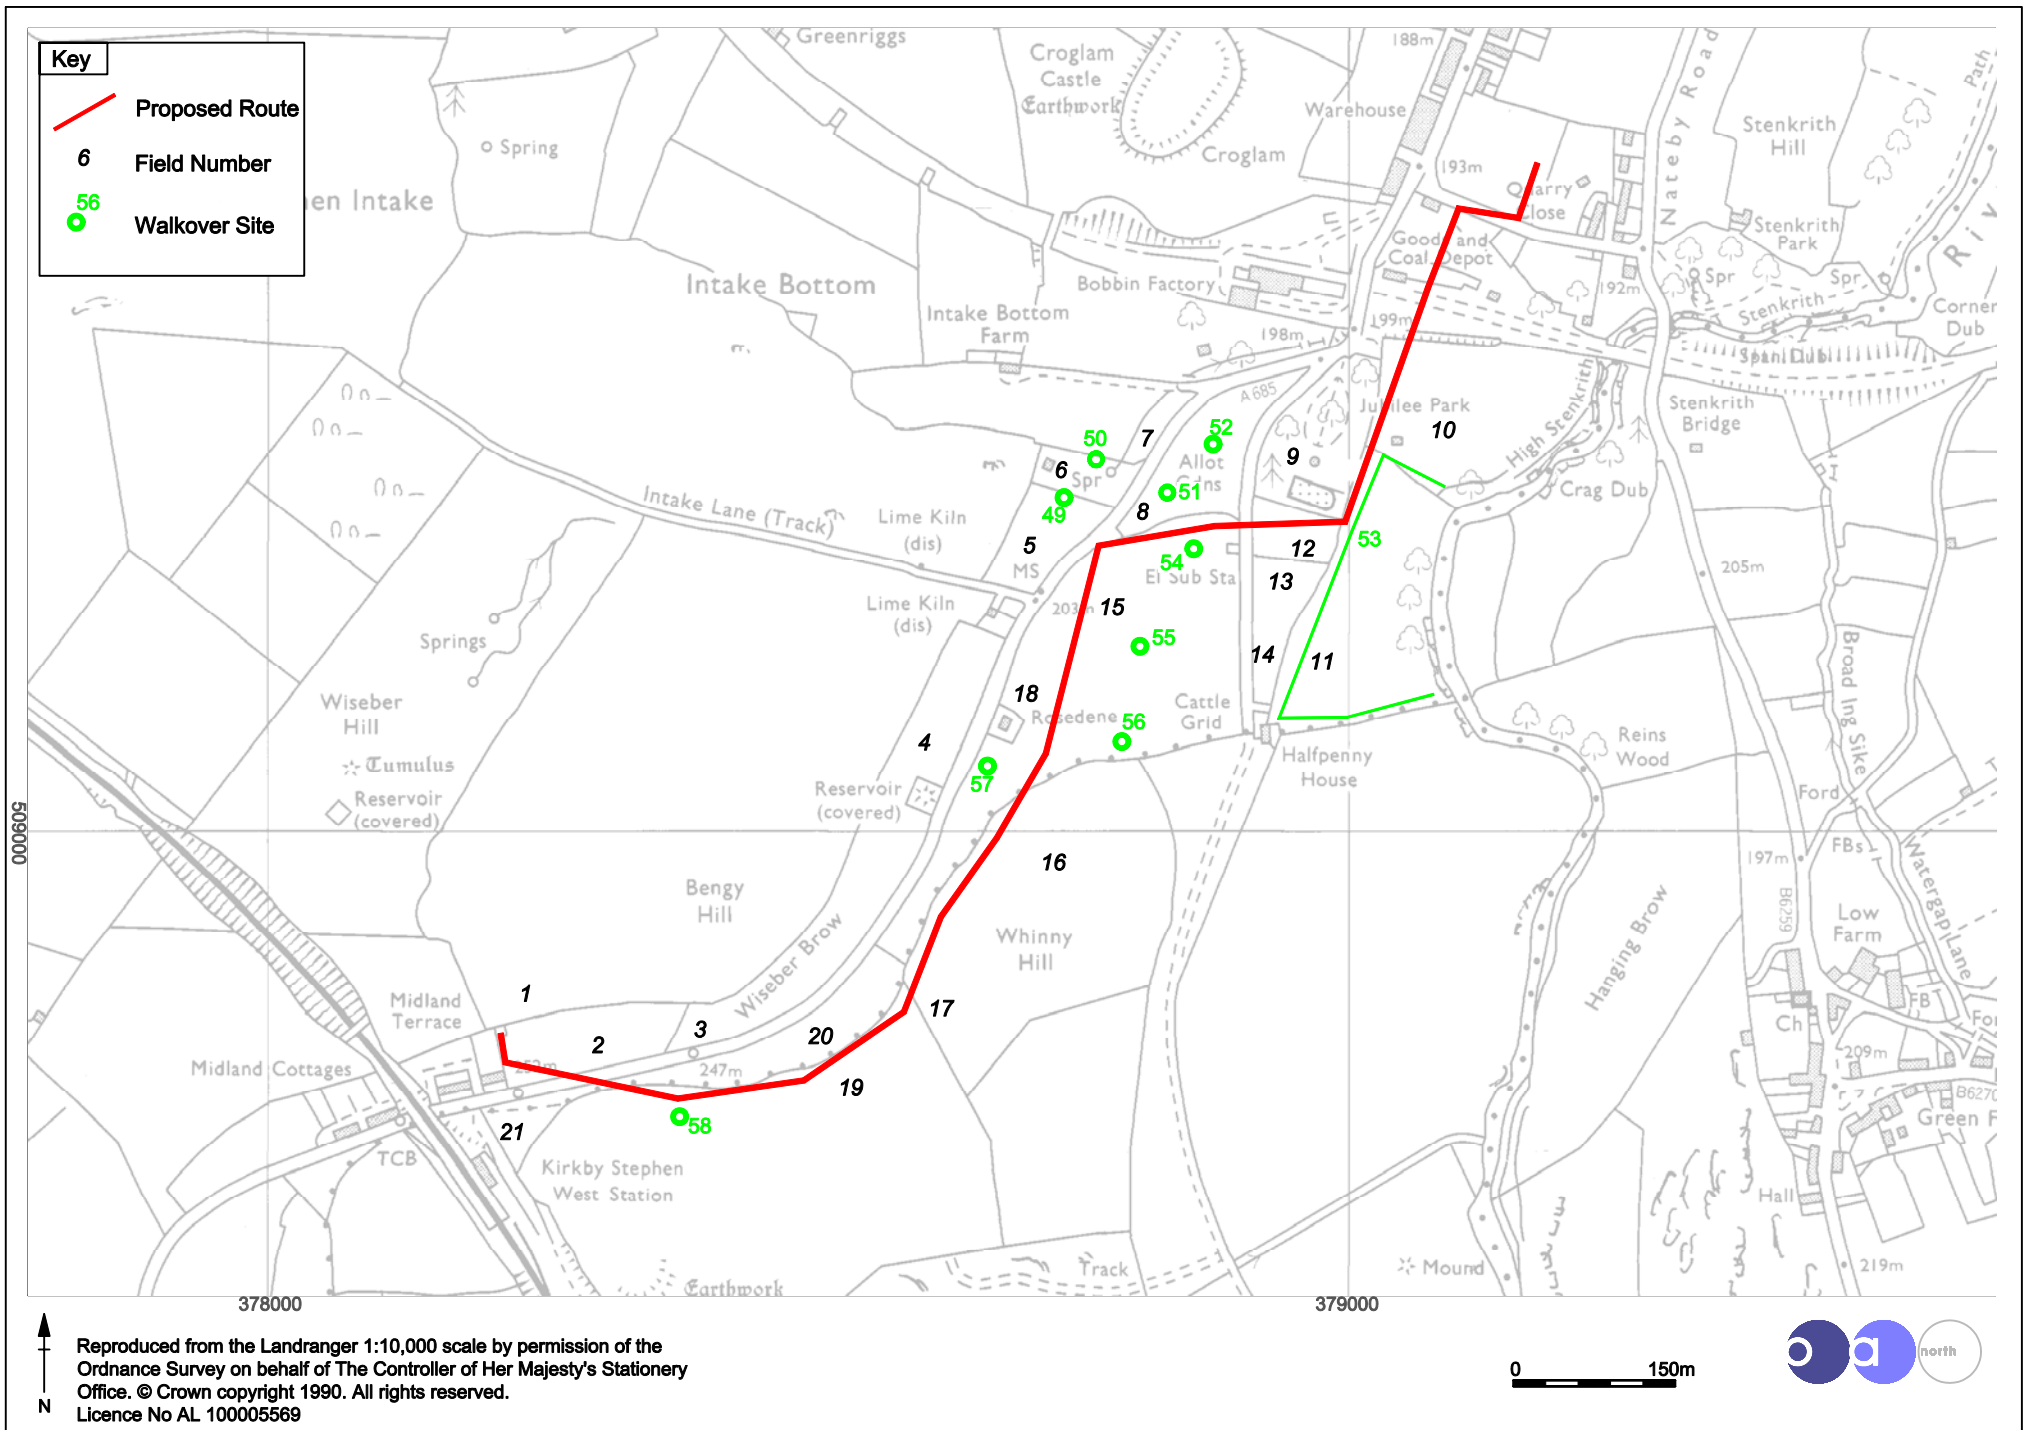 Key
Proposed Route
6
Field Number
56
Walkover Site
Greenriggs
Croglam
Castle
Earthwork
Croglam
188m
Warehouse
193m
Quarry
Close
Nateby Road
Stenkrith
Hill
Path
Stenkrith
Park
Spring
Intake
Intake Bottom
Intake Bottom
Farm
Bobbin Factory
Goods and
Coal Depot
192m
Spr
Spr
Stenkrith
Corner
Dub
198m
199m
A 685
Jubilee Park
10
High Stenkrith
Stenkrith
Bridge
Crag Dub
50
7
52
6
Spr
49
8
51
Allot
Gdns
9
Intake Lane (Track)
Lime Kiln
(dis)
5
MS
54
El Sub Sta
12
53
13
Lime Kiln
(dis)
203m
15
205m
Springs
55
14
11
Wiseber
Hill
18
Rosedene
56
Cattle
Grid
Broad Ing Sike
4
Halfpenny
House
Reins
Wood
Tumulus
Reservoir
(covered)
Reservoir
(covered)
57
Ford
509000
16
197m
FBs
Watergap Lane
Bengy
Hill
B6259
Low
Farm
Whinny
Hill
Hanging Brow
Wiseber Brow
1
Midland
Terrace
17
FB
2
3
20
Ch
209m
Midland Cottages
252m
247m
19
B6270
58
21
Green
TCB
Kirkby Stephen
West Station
Hall
Earthwork
Track
Mound
219m
378000
379000
N
Reproduced from the Landranger 1:10,000 scale by permission of the
Ordnance Survey on behalf of The Controller of Her Majesty's Stationery
Office. © Crown copyright 1990. All rights reserved.
Licence No AL 100005569
0 150m
oa north